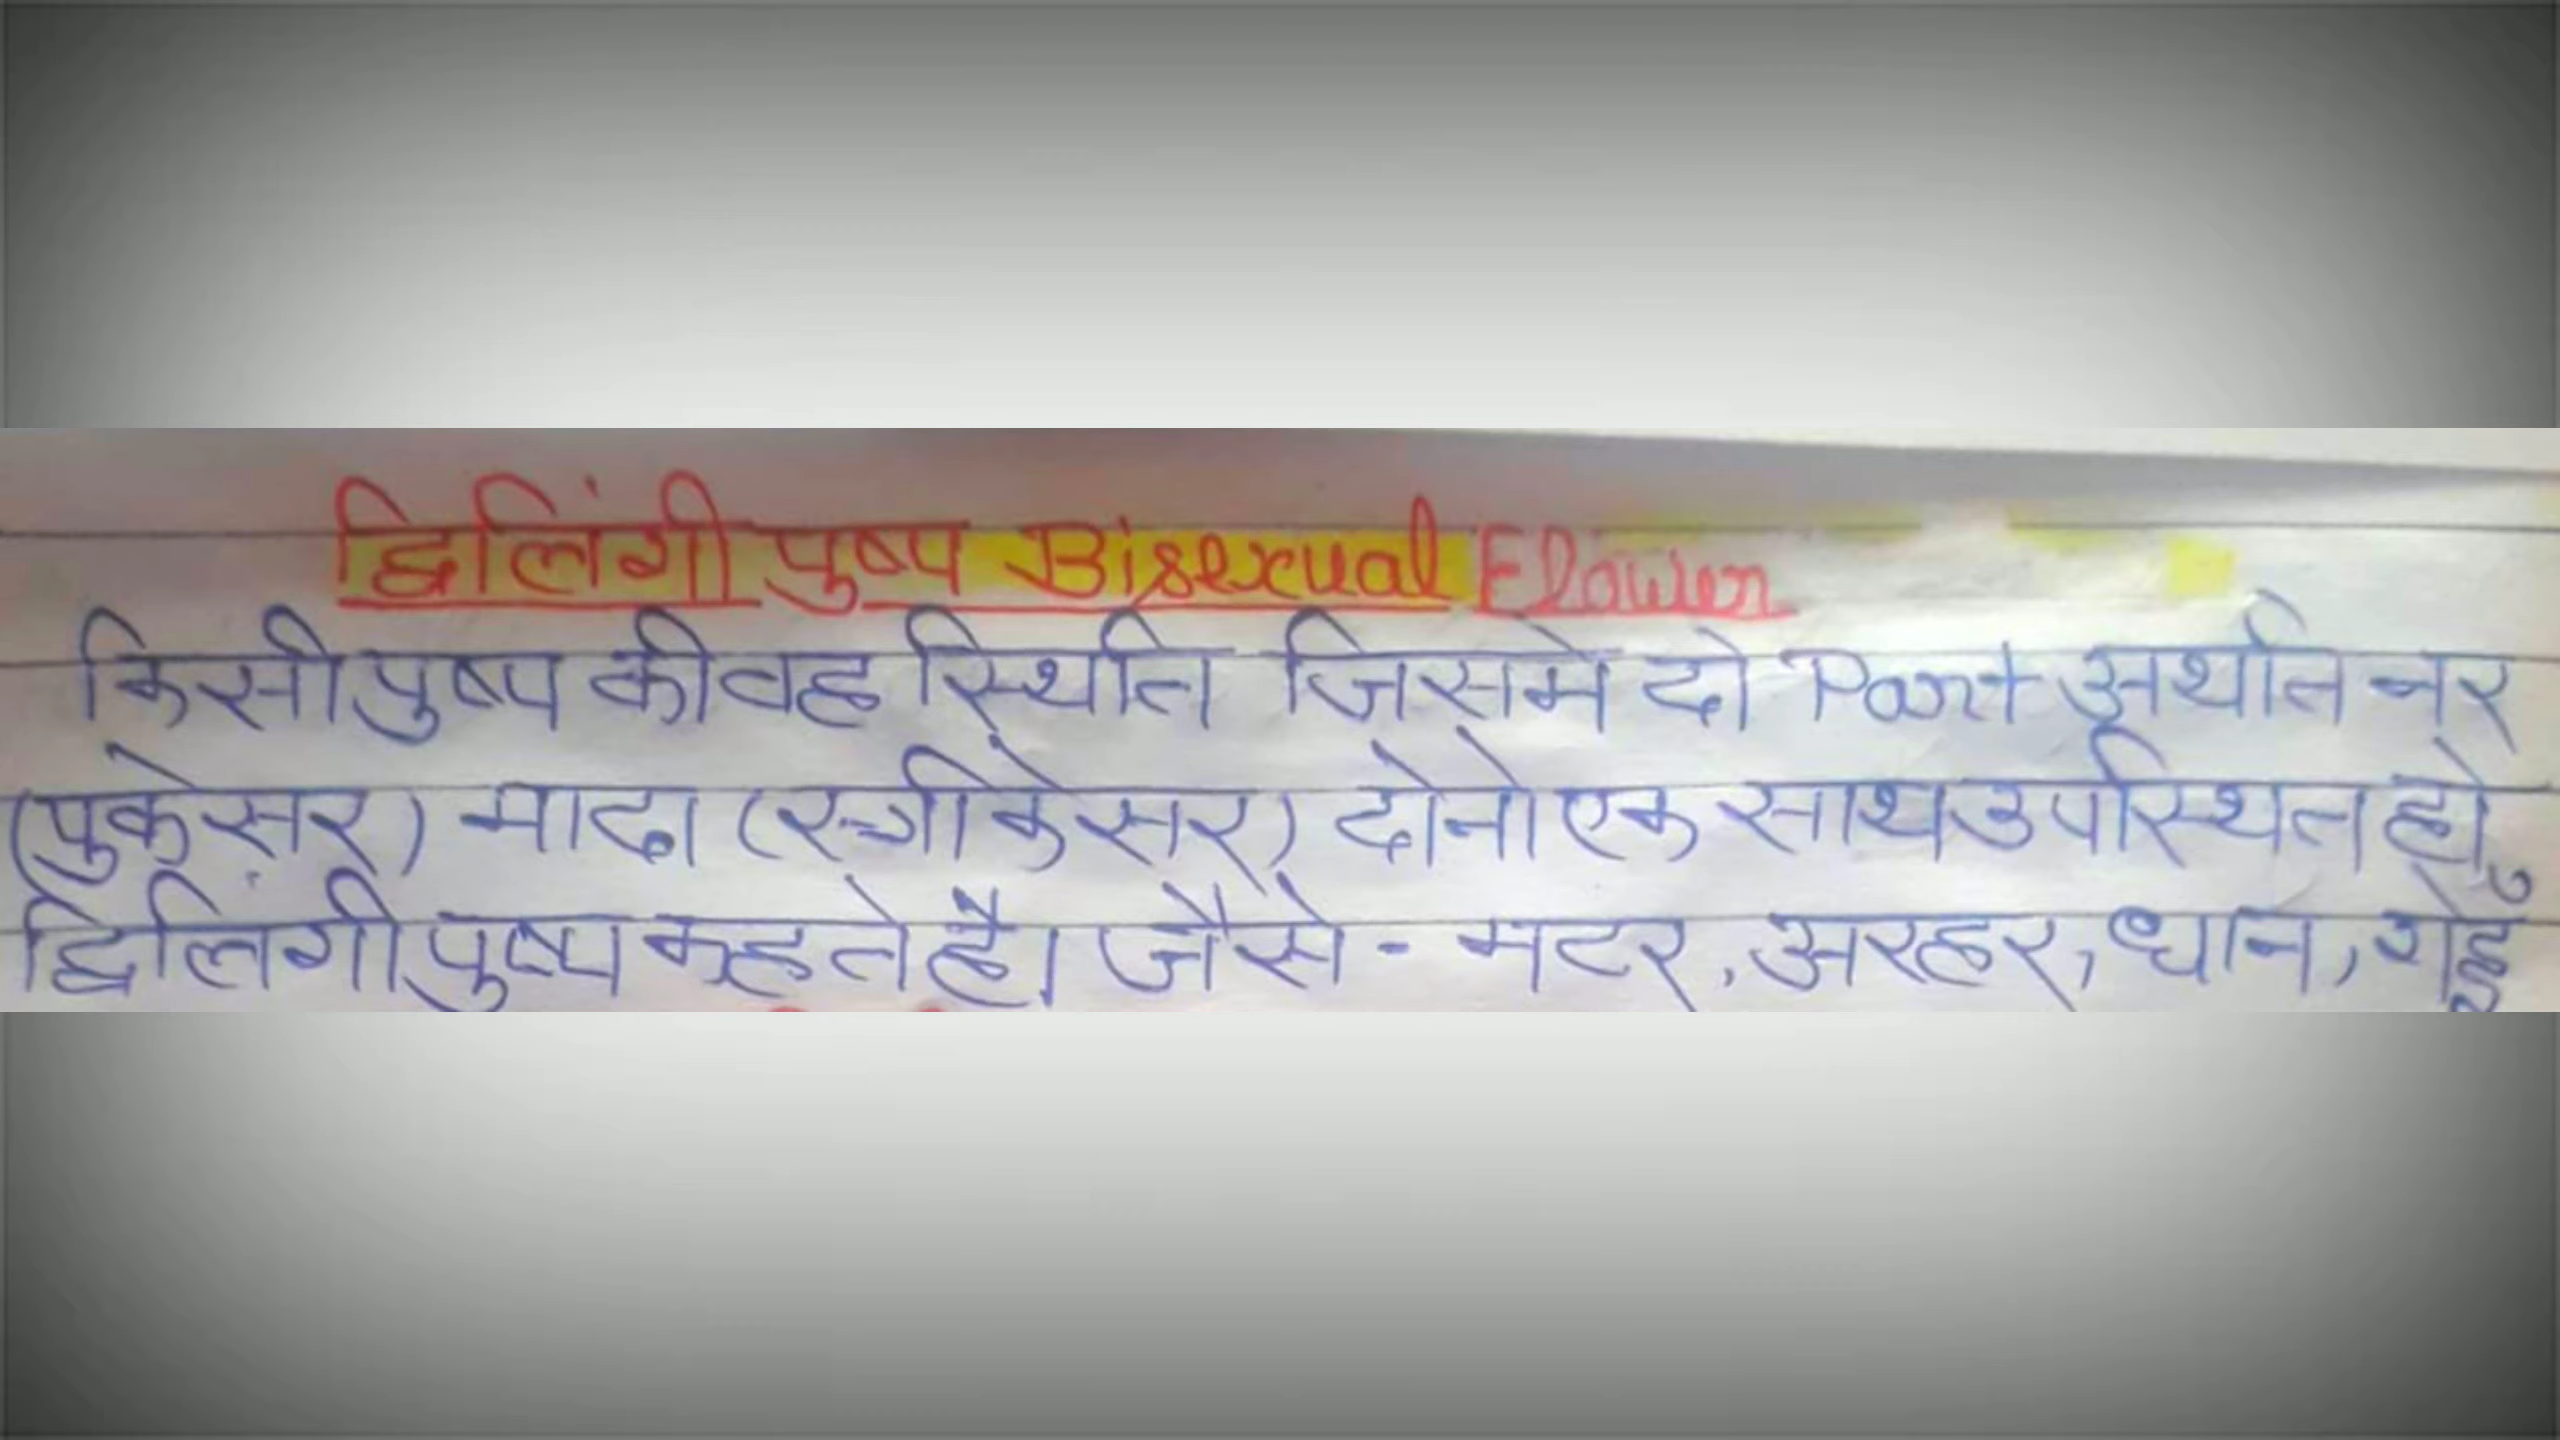 द्विलिंगी पुष्प Bisexual Flower
किसी पुष्प की वह स्थिति जिसमे दो Part अर्थात नर
(पुकेसर) मादा (स्त्रीकेसर) दोनो एक साथ उपस्थित हो,
द्विलिंगी पुष्प कहते है। जैसे - मटर, अरहर, धान, गेहूँ